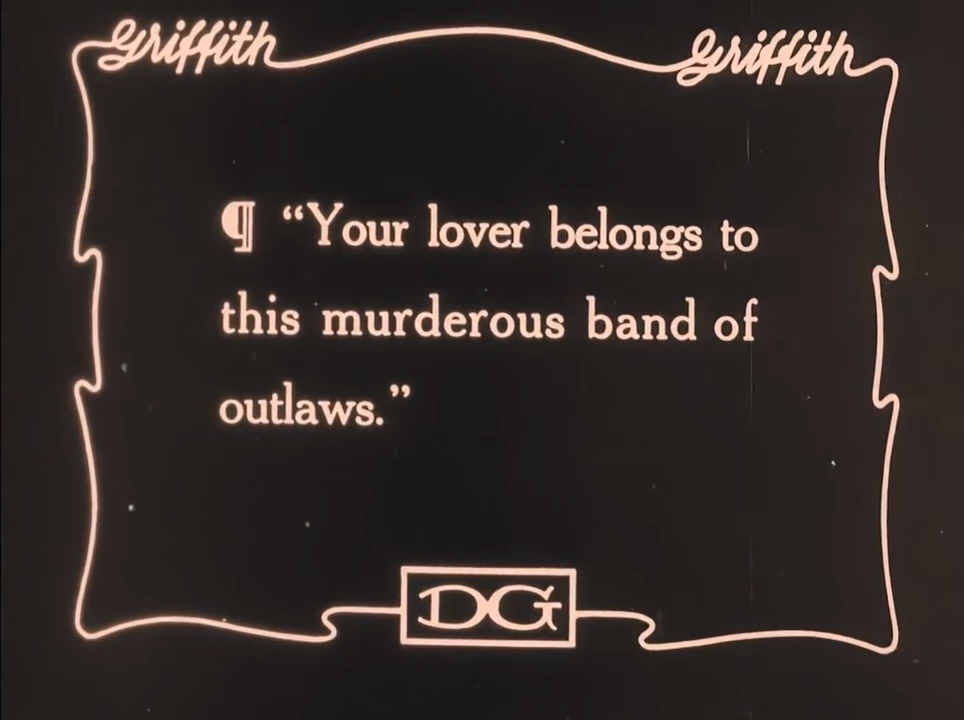 Griffith Griffith
¶ “Your lover belongs to
this murderous band of
outlaws.”
DG